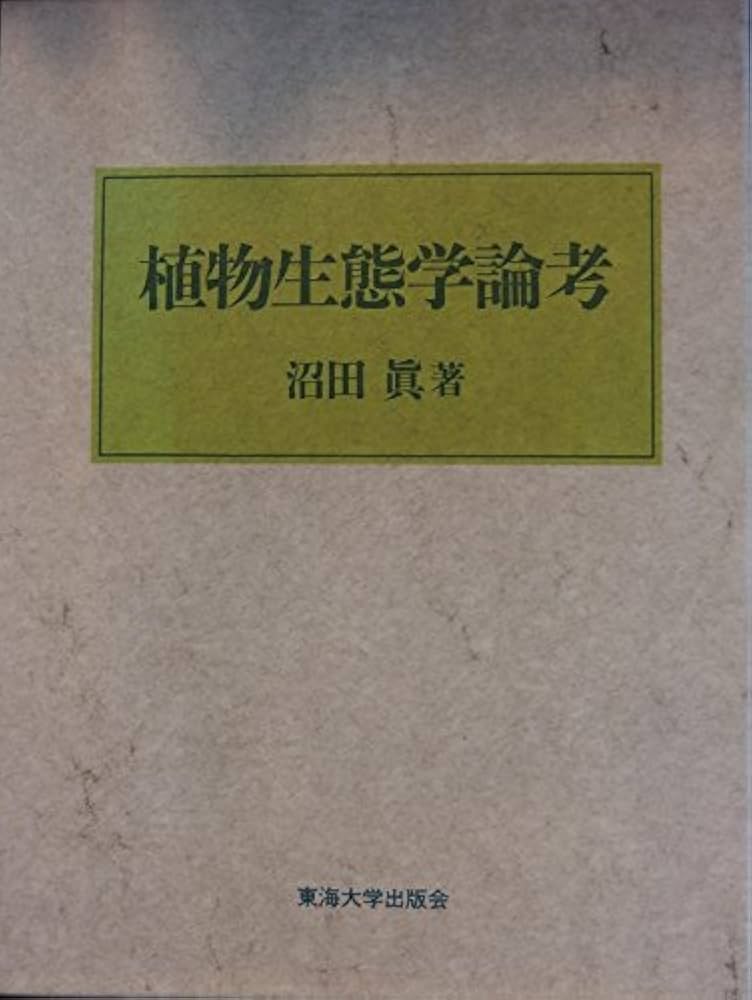 植物生態学論考
沼田 眞 著
東海大学出版会